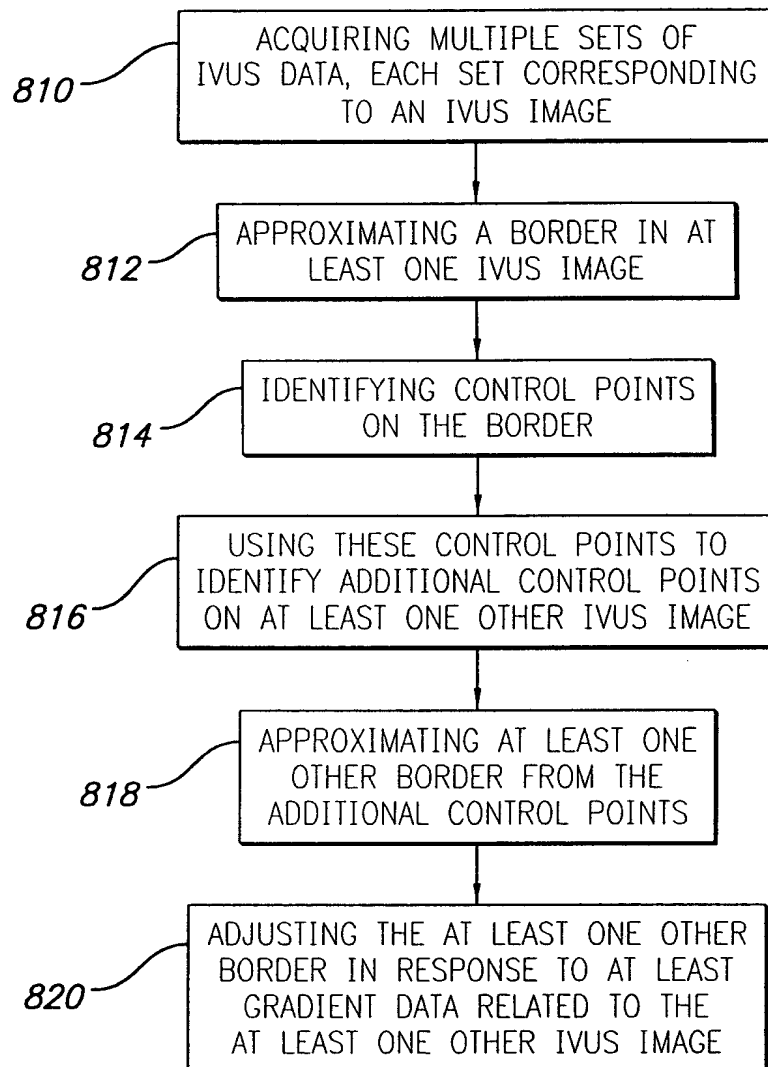 810
ACQUIRING MULTIPLE SETS OF
IVUS DATA, EACH SET CORRESPONDING
TO AN IVUS IMAGE
812
APPROXIMATING A BORDER IN AT
LEAST ONE IVUS IMAGE
814
IDENTIFYING CONTROL POINTS
ON THE BORDER
816
USING THESE CONTROL POINTS TO
IDENTIFY ADDITIONAL CONTROL POINTS
ON AT LEAST ONE OTHER IVUS IMAGE
818
APPROXIMATING AT LEAST ONE
OTHER BORDER FROM THE
ADDITIONAL CONTROL POINTS
820
ADJUSTING THE AT LEAST ONE OTHER
BORDER IN RESPONSE TO AT LEAST
GRADIENT DATA RELATED TO THE
AT LEAST ONE OTHER IVUS IMAGE